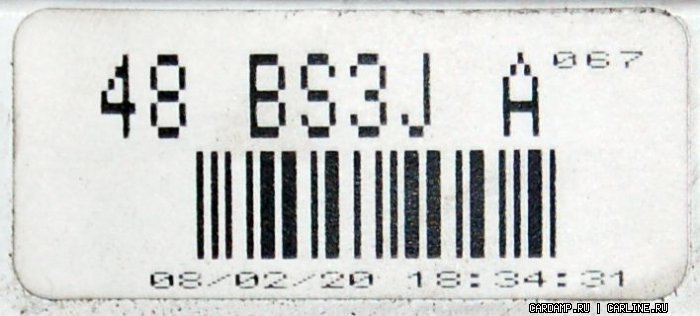 48 BS3J A 067
08/02/20 18:34:31
CARDAMP.RU | CARLINE.RU